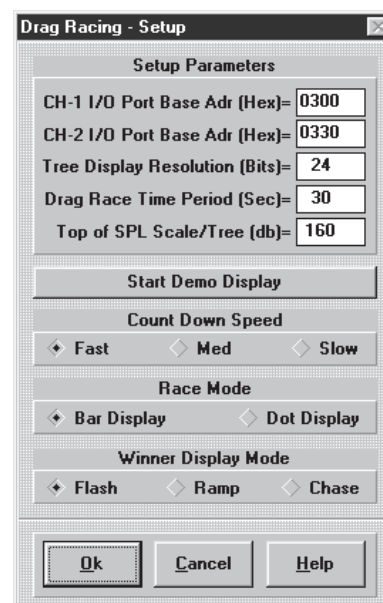 Drag Racing - Setup
Setup Parameters
CH-1 I/O Port Base Adr (Hex)= 0300
CH-2 I/O Port Base Adr (Hex)= 0330
Tree Display Resolution (Bits)= 24
Drag Race Time Period (Sec)= 30
Top of SPL Scale/Tree (db)= 160
Start Demo Display
Count Down Speed
Fast Med Slow
Race Mode
Bar Display Dot Display
Winner Display Mode
Flash Ramp Chase
Ok Cancel Help